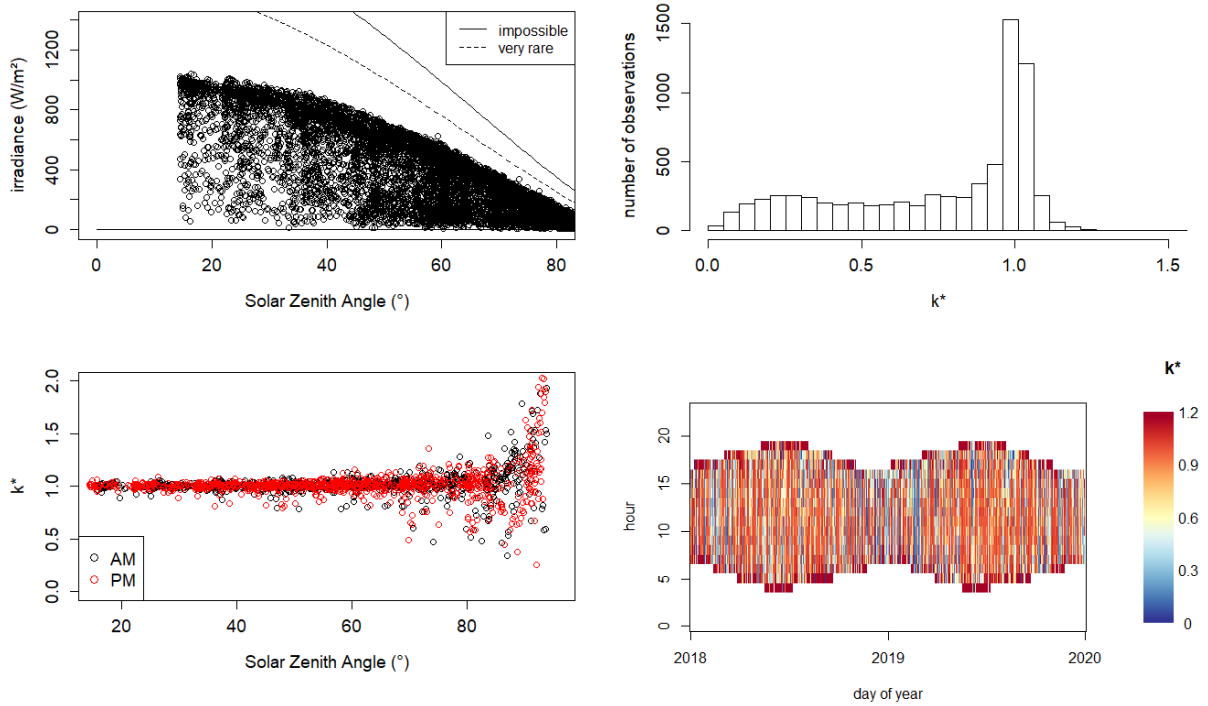 impossible
very rare
irradiance (W/m²)
0 400 800 1200
0 20 40 60 80
Solar Zenith Angle (°)
number of observations
0 500 1000 1500
0.0 0.5 1.0 1.5
k*
k*
0.0 0.5 1.0 1.5 2.0
AM
PM
20 40 60 80
Solar Zenith Angle (°)
k*
hour
0 5 10 15 20
2018 2019 2020
day of year
1.2
0.9
0.6
0.3
0